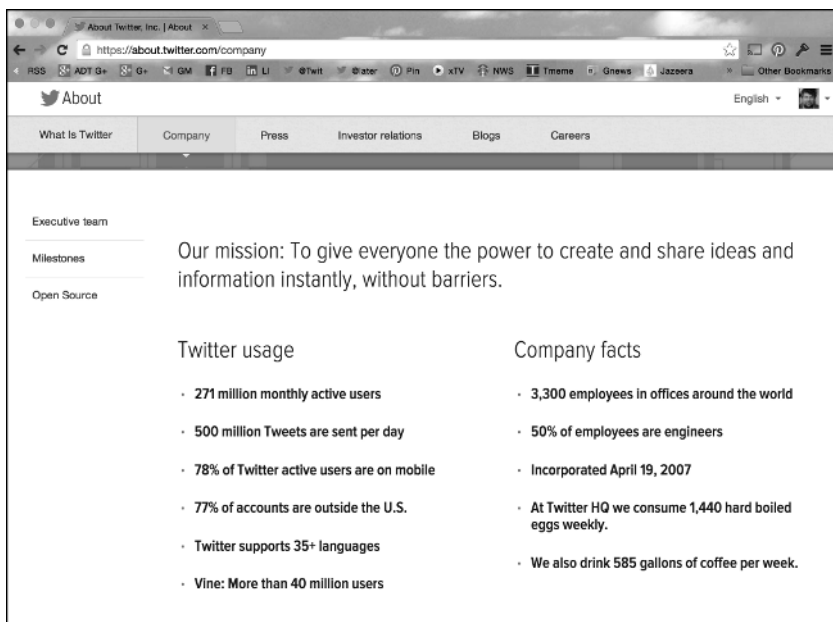 About Twitter, Inc. | About ×
https://about.twitter.com/company
RSS ADT G+ G+ GM FB LI @Twit @later Pin xTV NWS Tmeme Gnews Jazeera » Other Bookmarks
About English
What Is Twitter Company Press Investor relations Blogs Careers
Executive team
Milestones
Open Source
Our mission: To give everyone the power to create and share ideas and
information instantly, without barriers.
Twitter usage
· 271 million monthly active users
· 500 million Tweets are sent per day
· 78% of Twitter active users are on mobile
· 77% of accounts are outside the U.S.
· Twitter supports 35+ languages
· Vine: More than 40 million users
Company facts
· 3,300 employees in offices around the world
· 50% of employees are engineers
· Incorporated April 19, 2007
· At Twitter HQ we consume 1,440 hard boiled
eggs weekly.
· We also drink 585 gallons of coffee per week.